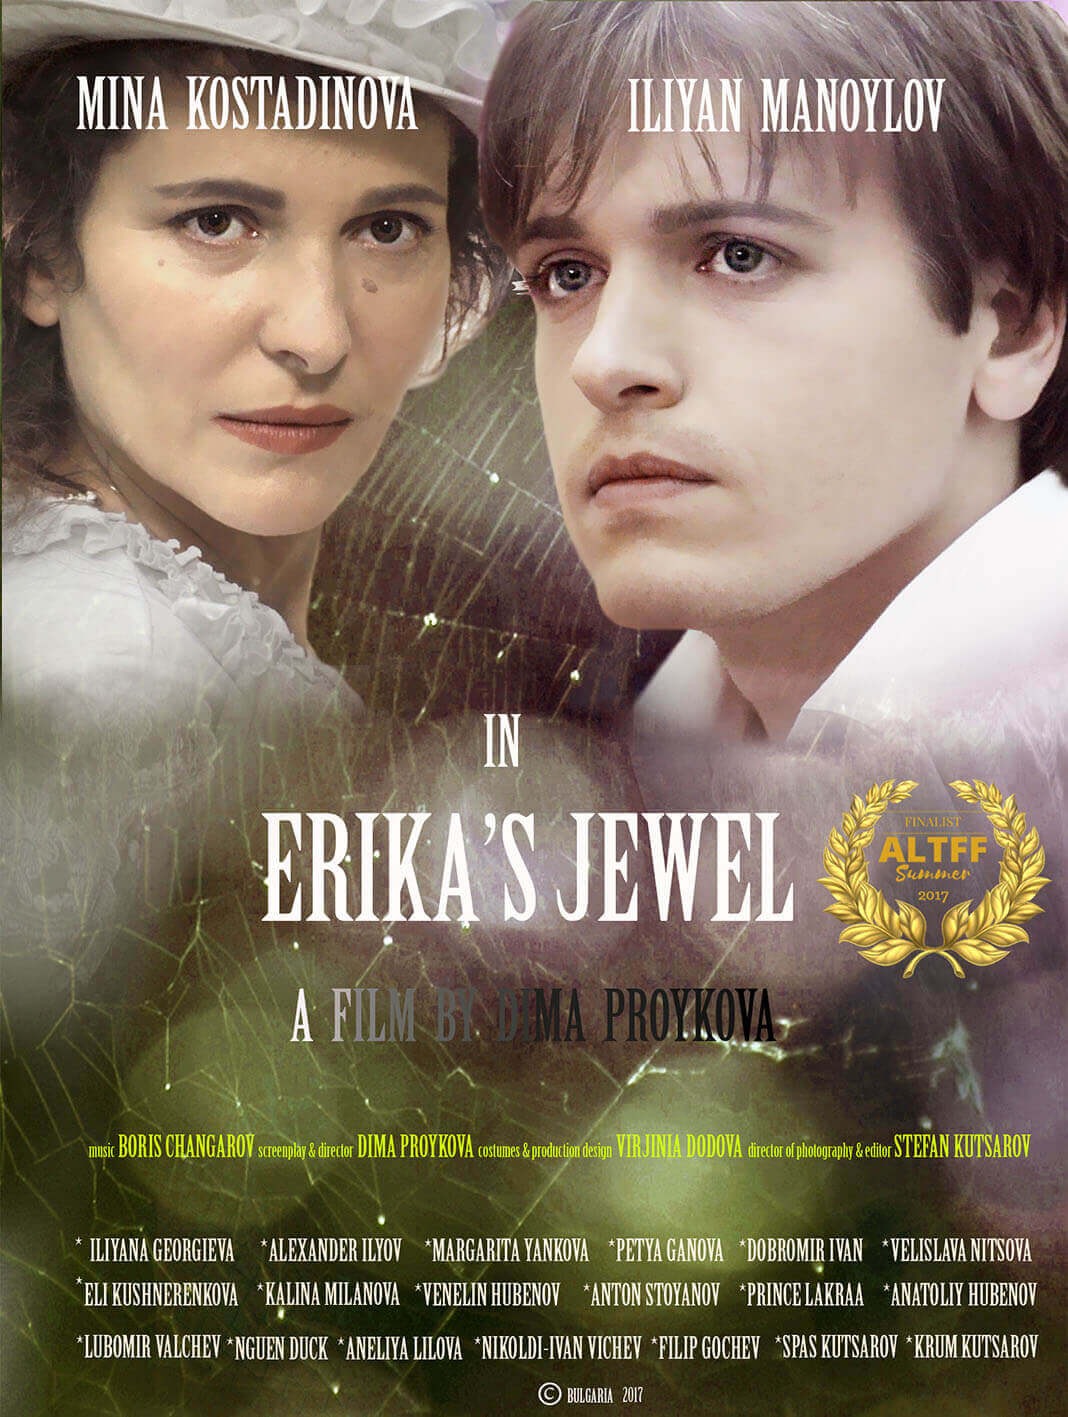 MINA KOSTADINOVA ILIYAN MANOYLOV
IN
ERIKA'S JEWEL
FINALIST
ALTFF
Summer
2017
A FILM BY DIMA PROYKOVA
music BORIS CHANGAROV screenplay & director DIMA PROYKOVA costumes & production design VIRJINIA DODOVA director of photography & editor STEFAN KUTSAROV
* ILIYANA GEORGIEVA *ALEXANDER ILYOV *MARGARITA YANKOVA *PETYA GANOVA *DOBROMIR IVAN *VELISLAVA NITSOVA
*ELI KUSHNERENKOVA *KALINA MILANOVA *VENELIN HUBENOV *ANTON STOYANOV *PRINCE LAKRAA *ANATOLIY HUBENOV
*LUBOMIR VALCHEV *NGUEN DUCK *ANELIYA LILOVA *NIKOLDI-IVAN VICHEV *FILIP GOCHEV *SPAS KUTSAROV *KRUM KUTSAROV
© BULGARIA 2017